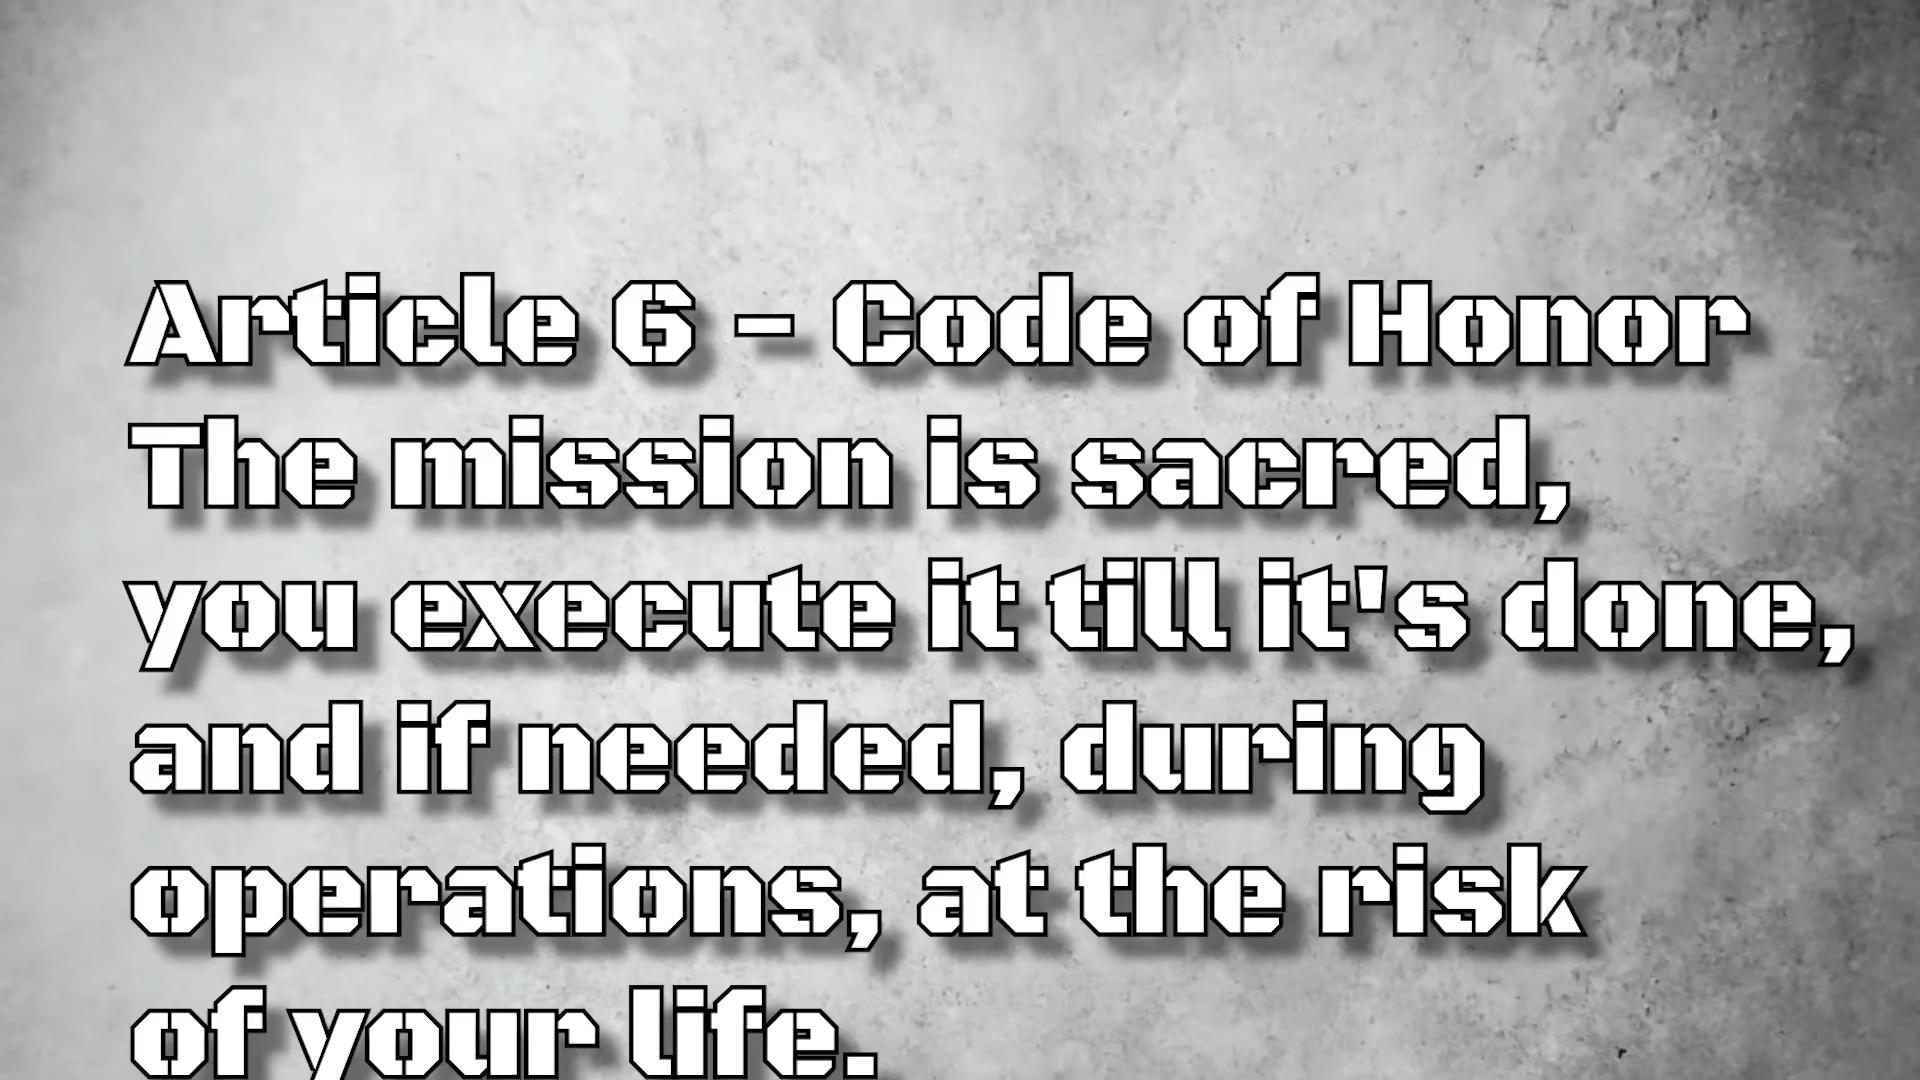 Article 6 - Code of Honor
The mission is sacred,
you execute it till it's done,
and if needed, during
operations, at the risk
of your life.